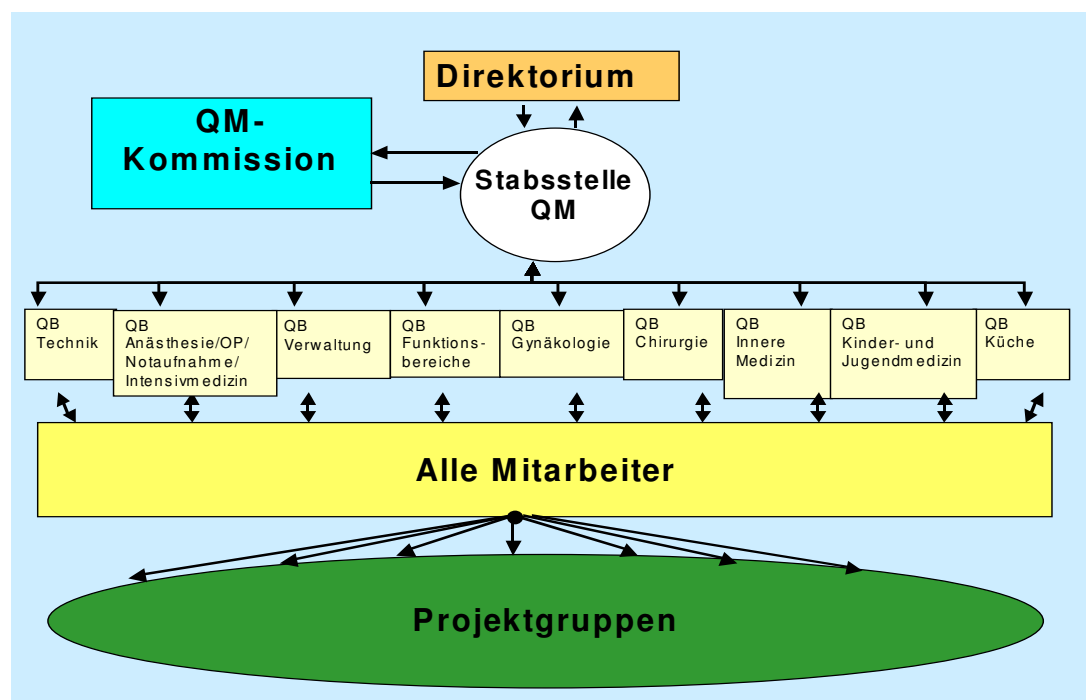 Direktorium
QM-
Kommission
Stabsstelle
QM
QB
Technik
QB
Anästhesie/OP/
Notaufnahme/
Intensivmedizin
QB
Verwaltung
QB
Funktions-
bereiche
QB
Gynäkologie
QB
Chirurgie
QB
Innere
Medizin
QB
Kinder- und
Jugendmedizin
QB
Küche
Alle Mitarbeiter
Projektgruppen